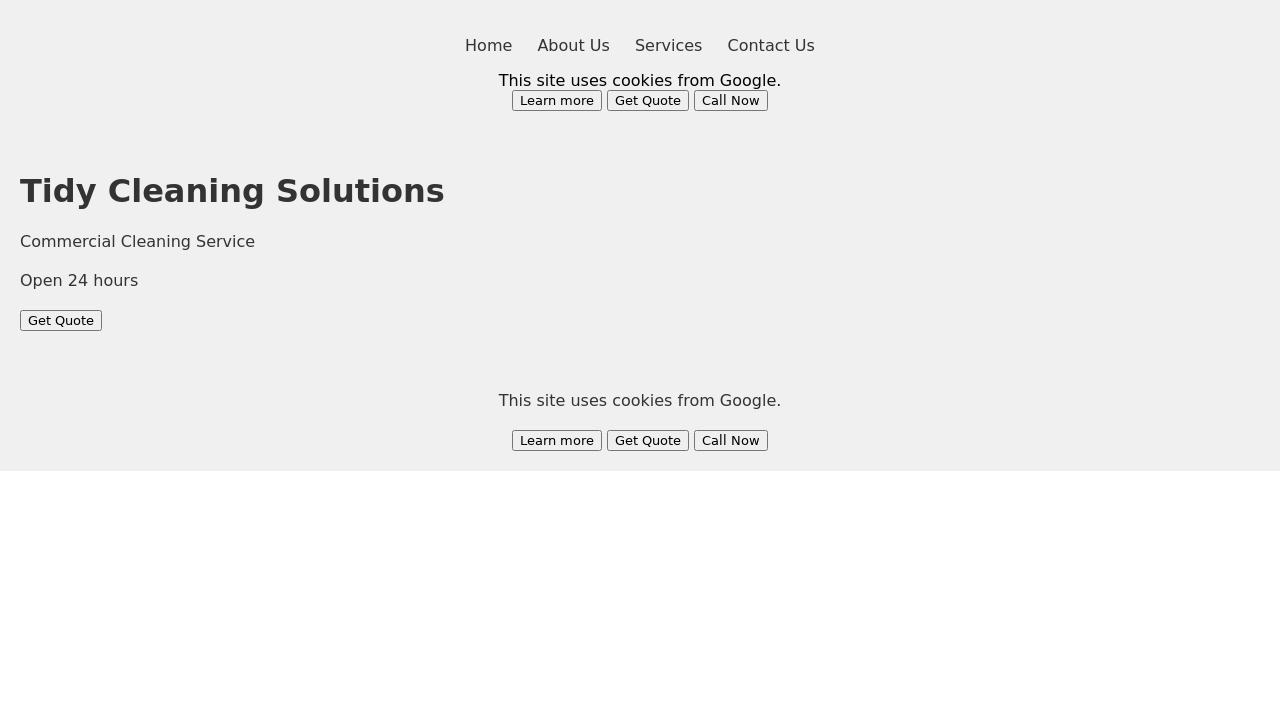 Home About Us Services Contact Us
This site uses cookies from Google.
Learn more Get Quote Call Now
Tidy Cleaning Solutions
Commercial Cleaning Service
Open 24 hours
Get Quote
This site uses cookies from Google.
Learn more Get Quote Call Now